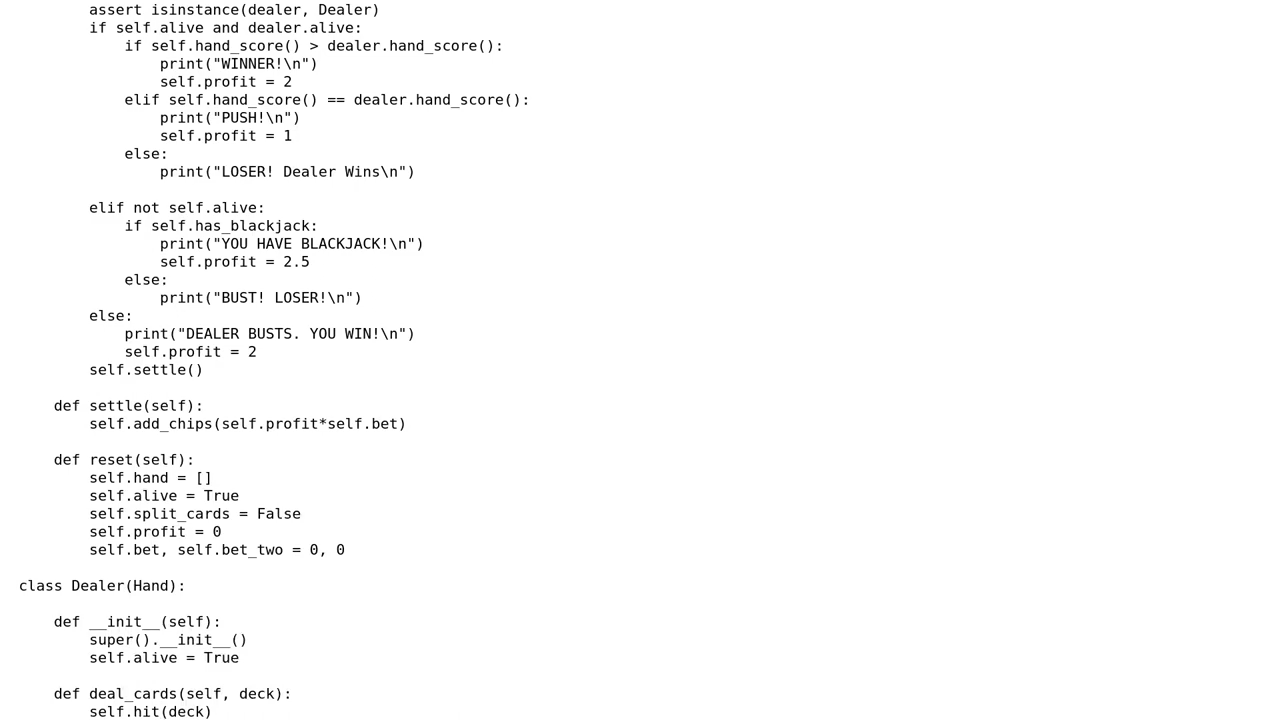 assert isinstance(dealer, Dealer)
        if self.alive and dealer.alive:
            if self.hand_score() > dealer.hand_score():
                print("WINNER!\n")
                self.profit = 2
            elif self.hand_score() == dealer.hand_score():
                print("PUSH!\n")
                self.profit = 1
            else:
                print("LOSER! Dealer Wins\n")

        elif not self.alive:
            if self.has_blackjack:
                print("YOU HAVE BLACKJACK!\n")
                self.profit = 2.5
            else:
                print("BUST! LOSER!\n")
        else:
            print("DEALER BUSTS. YOU WIN!\n")
            self.profit = 2
        self.settle()

    def settle(self):
        self.add_chips(self.profit*self.bet)

    def reset(self):
        self.hand = []
        self.alive = True
        self.split_cards = False
        self.profit = 0
        self.bet, self.bet_two = 0, 0

class Dealer(Hand):

    def __init__(self):
        super().__init__()
        self.alive = True

    def deal_cards(self, deck):
        self.hit(deck)